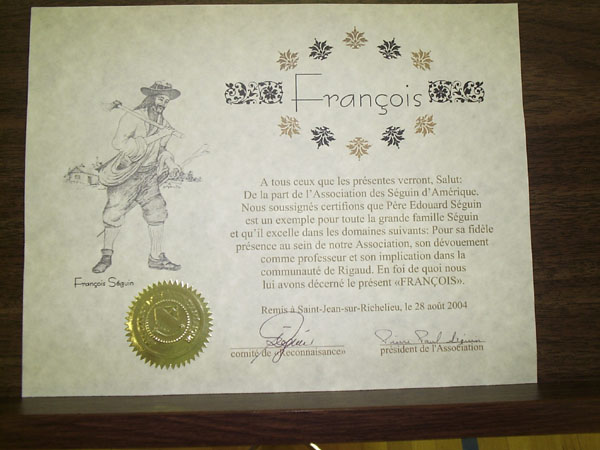 François
A tous ceux que les présentes verront, Salut:
De la part de l'Association des Séguin d'Amérique.
Nous soussignés certifions que Père Edouard Séguin
est un exemple pour toute la grande famille Séguin
et qu'il excelle dans les domaines suivants: Pour sa fidèle
présence au sein de notre Association, son dévouement
comme professeur et son implication dans la
communauté de Rigaud. En foi de quoi nous
lui avons décerné le présent «FRANÇOIS».
François Séguin
Remis à Saint-Jean-sur-Richelieu, le 28 août 2004
Pierre Paul Séguin
comité de «Reconnaisance»
président de l'Association